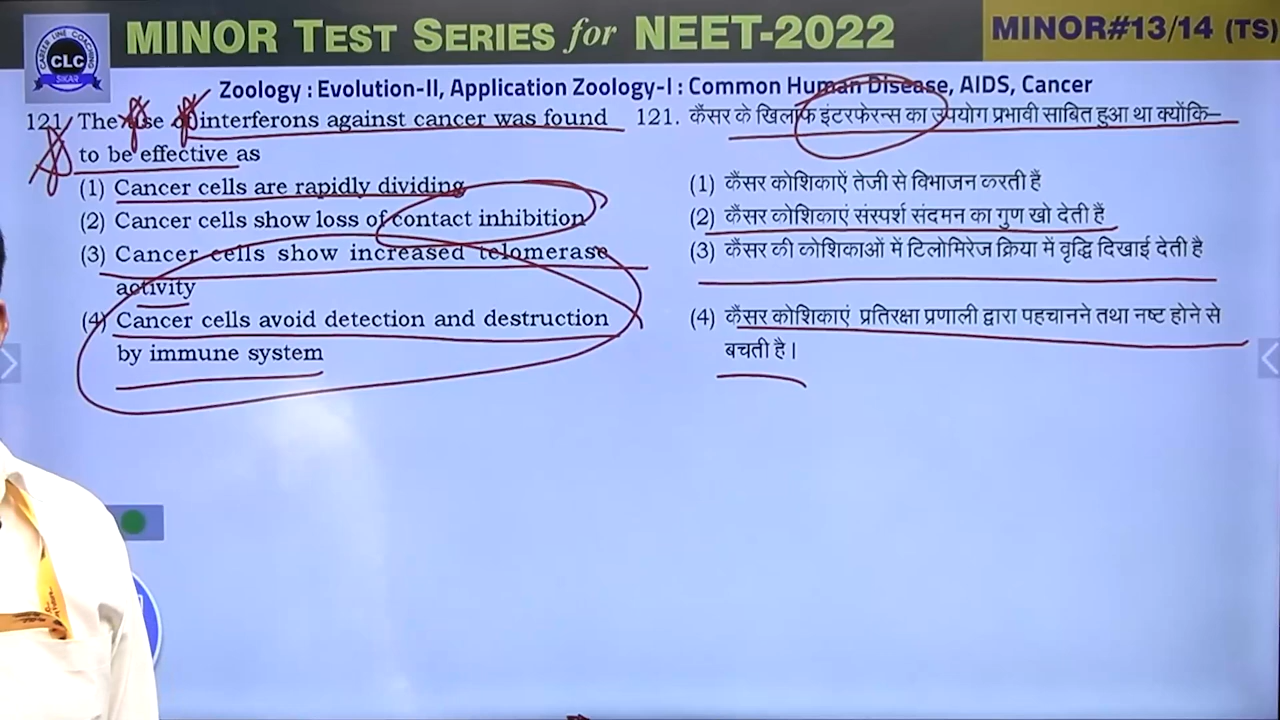 MINOR TEST SERIES for NEET-2022
MINOR#13/14 (TS)
CAREER LINE COACHING
CLC
SIKAR
Zoology : Evolution-II, Application Zoology-I : Common Human Disease, AIDS, Cancer
121. The use of interferons against cancer was found
to be effective as
(1) Cancer cells are rapidly dividing
(2) Cancer cells show loss of contact inhibition
(3) Cancer cells show increased telomerase
activity
(4) Cancer cells avoid detection and destruction
by immune system
121. कैंसर के खिलाफ इंटरफेरन्स का उपयोग प्रभावी साबित हुआ था क्योंकि–
(1) कैंसर कोशिकाऐं तेजी से विभाजन करती हैं
(2) कैंसर कोशिकाएं संस्पर्श संदमन का गुण खो देती हैं
(3) कैंसर की कोशिकाओं में टिलोमिरेज क्रिया में वृद्धि दिखाई देती है
(4) कैंसर कोशिकाएं प्रतिरक्षा प्रणाली द्वारा पहचानने तथा नष्ट होने से
बचती है।